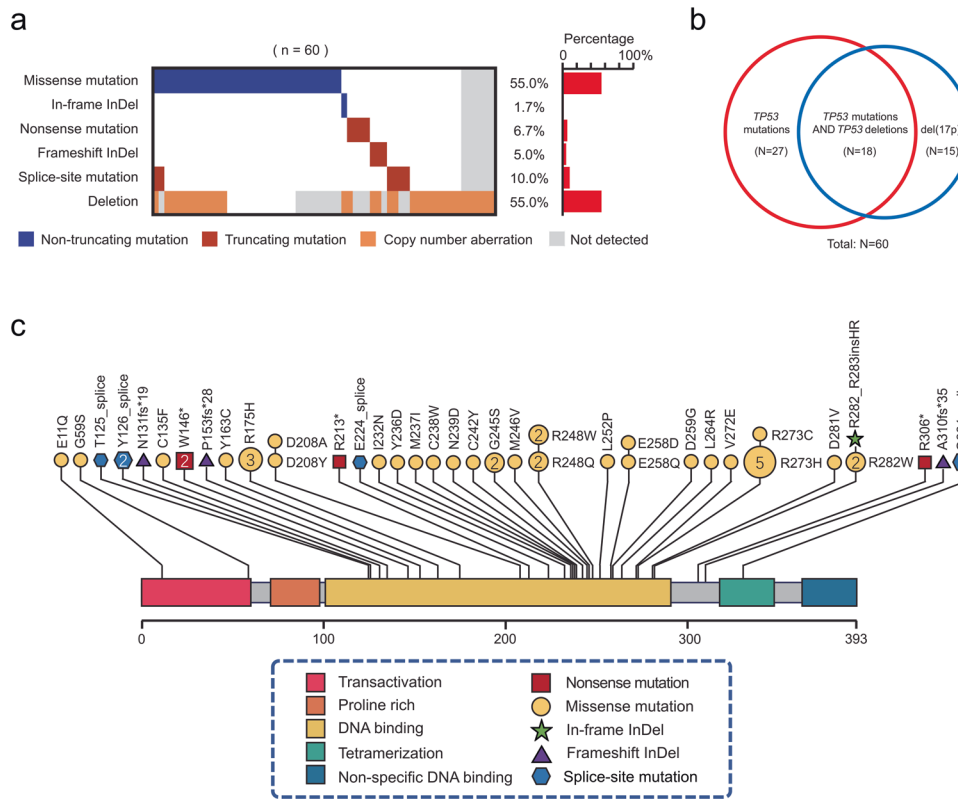 a
( n = 60 )
Percentage
0 100%
Missense mutation 55.0%
In-frame InDel 1.7%
Nonsense mutation 6.7%
Frameshift InDel 5.0%
Splice-site mutation 10.0%
Deletion 55.0%
Non-truncating mutation Truncating mutation Copy number aberration Not detected
b
TP53 mutations (N=27)
TP53 mutations AND TP53 deletions (N=18)
del(17p) (N=15)
Total: N=60
c
E11Q
G59S
T125_splice
Y126_splice
2
N131fs*19
C135F
W146*
2
P153fs*28
Y163C
R175H
3
D208A
D208Y
R213*
E224_splice
I232N
Y236D
M237I
C238W
N239D
C242Y
G245S
2
M246V
2 R248W
2 R248Q
L252P
E258D
E258Q
D259G
L264R
V272E
R273C
5 R273H
D281V
R282_R283insHR
2 R282W
R306*
A310fs*35
0 100 200 300 393
Transactivation
Proline rich
DNA binding
Tetramerization
Non-specific DNA binding
Nonsense mutation
Missense mutation
In-frame InDel
Frameshift InDel
Splice-site mutation